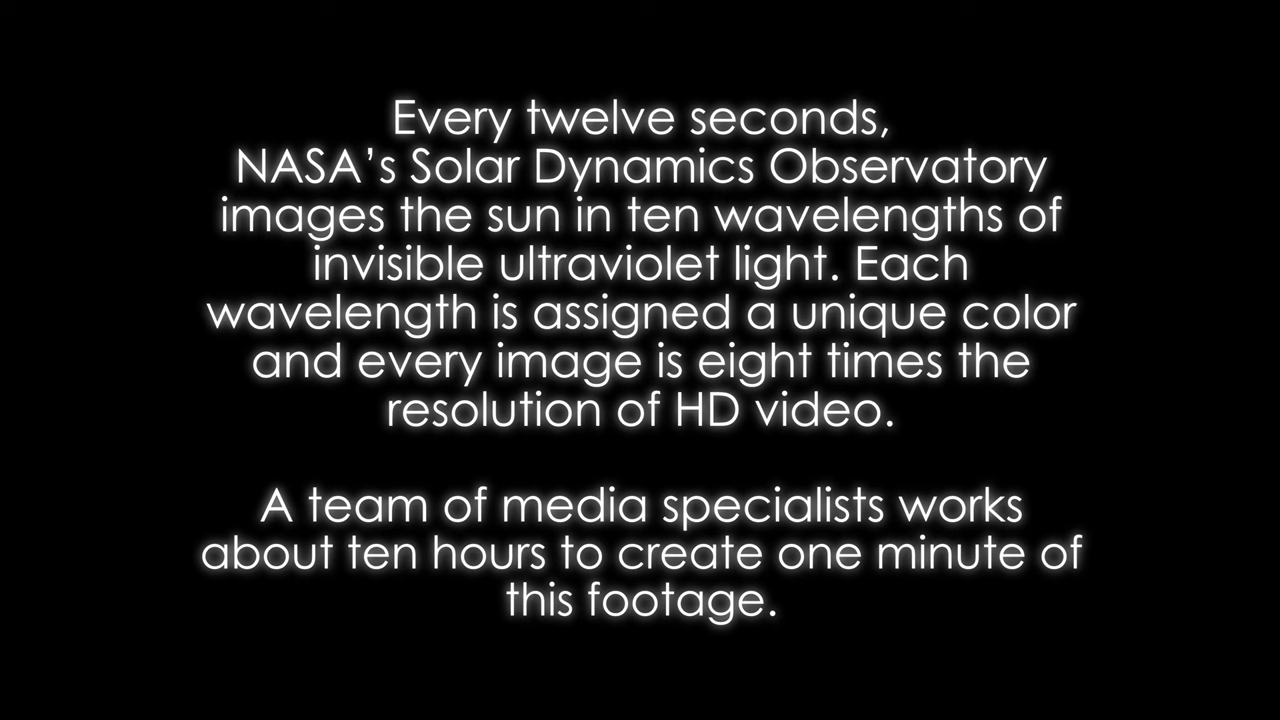 Every twelve seconds,
NASA’s Solar Dynamics Observatory
images the sun in ten wavelengths of
invisible ultraviolet light. Each
wavelength is assigned a unique color
and every image is eight times the
resolution of HD video.
A team of media specialists works
about ten hours to create one minute of
this footage.